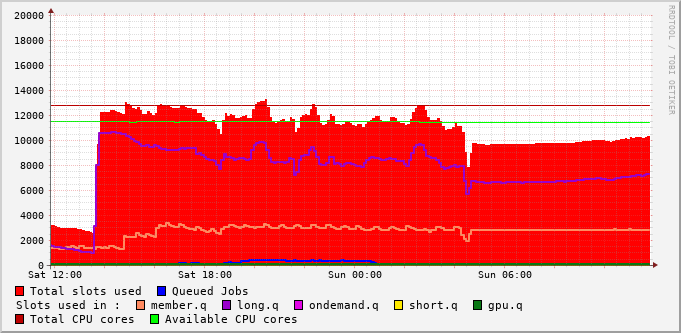 20000
18000
16000
14000
12000
10000
8000
6000
4000
2000
0
Sat 12:00 Sat 18:00 Sun 00:00 Sun 06:00
RRDTOOL / TOBI OETIKER
Total slots used Queued Jobs
Slots used in : member.q long.q ondemand.q short.q gpu.q
Total CPU cores Available CPU cores